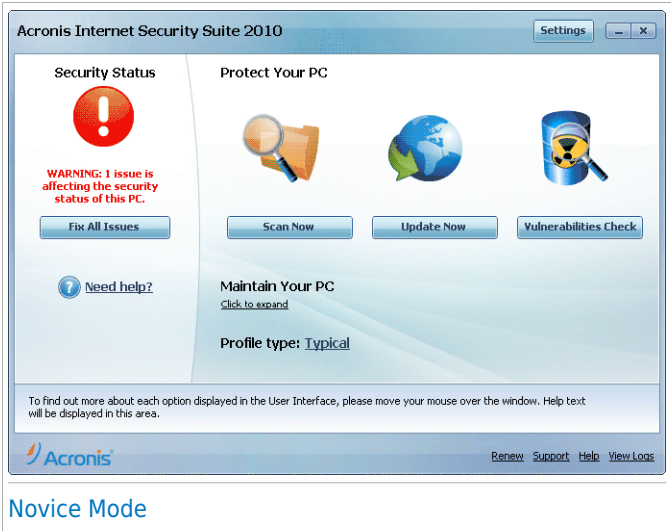 Acronis Internet Security Suite 2010
Settings
Security Status
WARNING: 1 issue is
affecting the security
status of this PC.
Fix All Issues
Need help?
Protect Your PC
Scan Now
Update Now
Vulnerabilities Check
Maintain Your PC
Click to expand
Profile type: Typical
To find out more about each option displayed in the User Interface, please move your mouse over the window. Help text
will be displayed in this area.
Acronis
Renew Support Help View Logs
Novice Mode